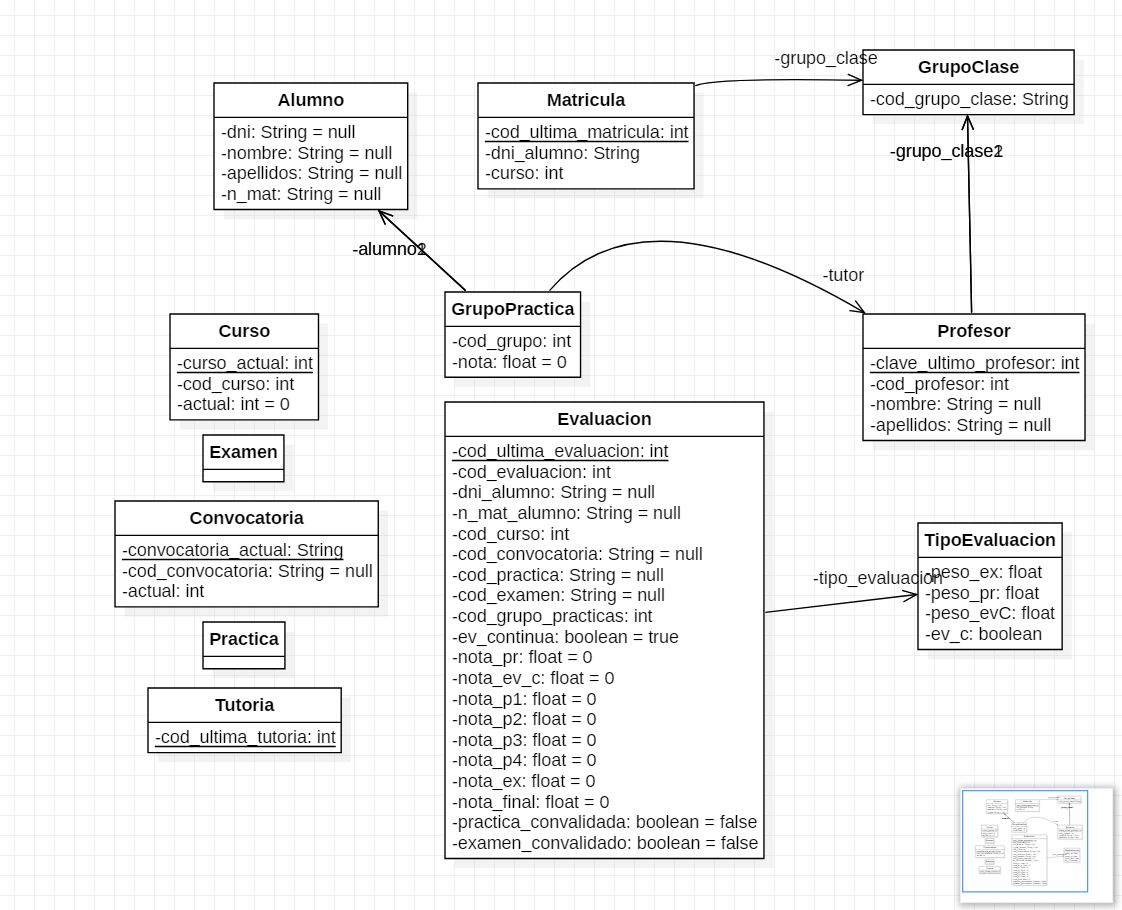 Alumno
-dni: String = null
-nombre: String = null
-apellidos: String = null
-n_mat: String = null
Matricula
-cod_ultima_matricula: int
-dni_alumno: String
-curso: int
-grupo_clase
GrupoClase
-cod_grupo_clase: String
-grupo_clase2
-alumno2
-tutor
GrupoPractica
-cod_grupo: int
-nota: float = 0
Profesor
-clave_ultimo_profesor: int
-cod_profesor: int
-nombre: String = null
-apellidos: String = null
Curso
-curso_actual: int
-cod_curso: int
-actual: int = 0
Examen
Convocatoria
-convocatoria_actual: String
-cod_convocatoria: String = null
-actual: int
Practica
Tutoria
-cod_ultima_tutoria: int
Evaluacion
-cod_ultima_evaluacion: int
-cod_evaluacion: int
-dni_alumno: String = null
-n_mat_alumno: String = null
-cod_curso: int
-cod_convocatoria: String = null
-cod_practica: String = null
-cod_examen: String = null
-cod_grupo_practicas: int
-ev_continua: boolean = true
-nota_pr: float = 0
-nota_ev_c: float = 0
-nota_p1: float = 0
-nota_p2: float = 0
-nota_p3: float = 0
-nota_p4: float = 0
-nota_ex: float = 0
-nota_final: float = 0
-practica_convalidada: boolean = false
-examen_convalidado: boolean = false
-tipo_evaluacion
TipoEvaluacion
-peso_ex: float
-peso_pr: float
-peso_evC: float
-ev_c: boolean